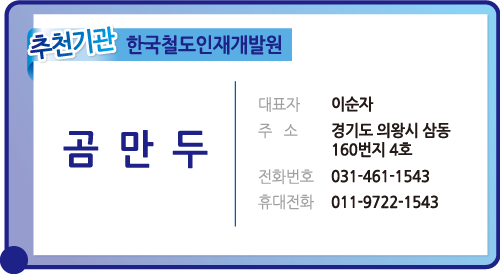 추천기관 한국철도인재개발원
곰 만 두
대표자 이순자
주 소 경기도 의왕시 삼동
160번지 4호
전화번호 031-461-1543
휴대전화 011-9722-1543